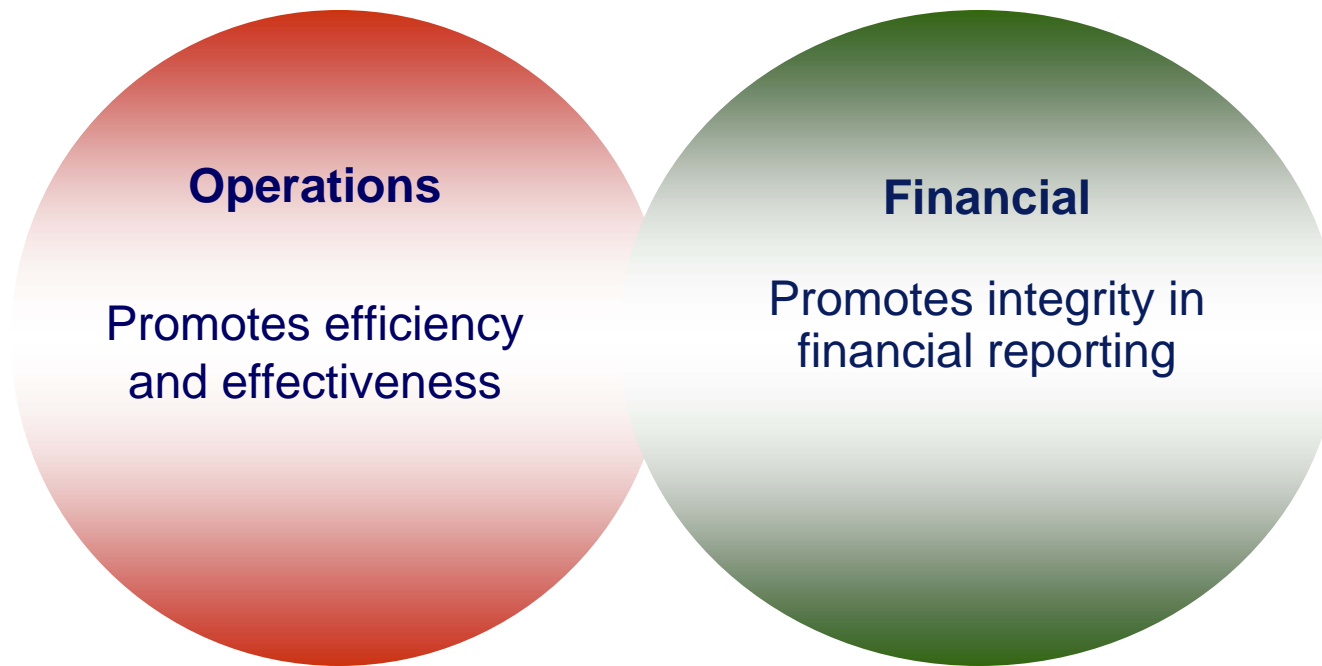 Operations
Promotes efficiency
and effectiveness
Financial
Promotes integrity in
financial reporting